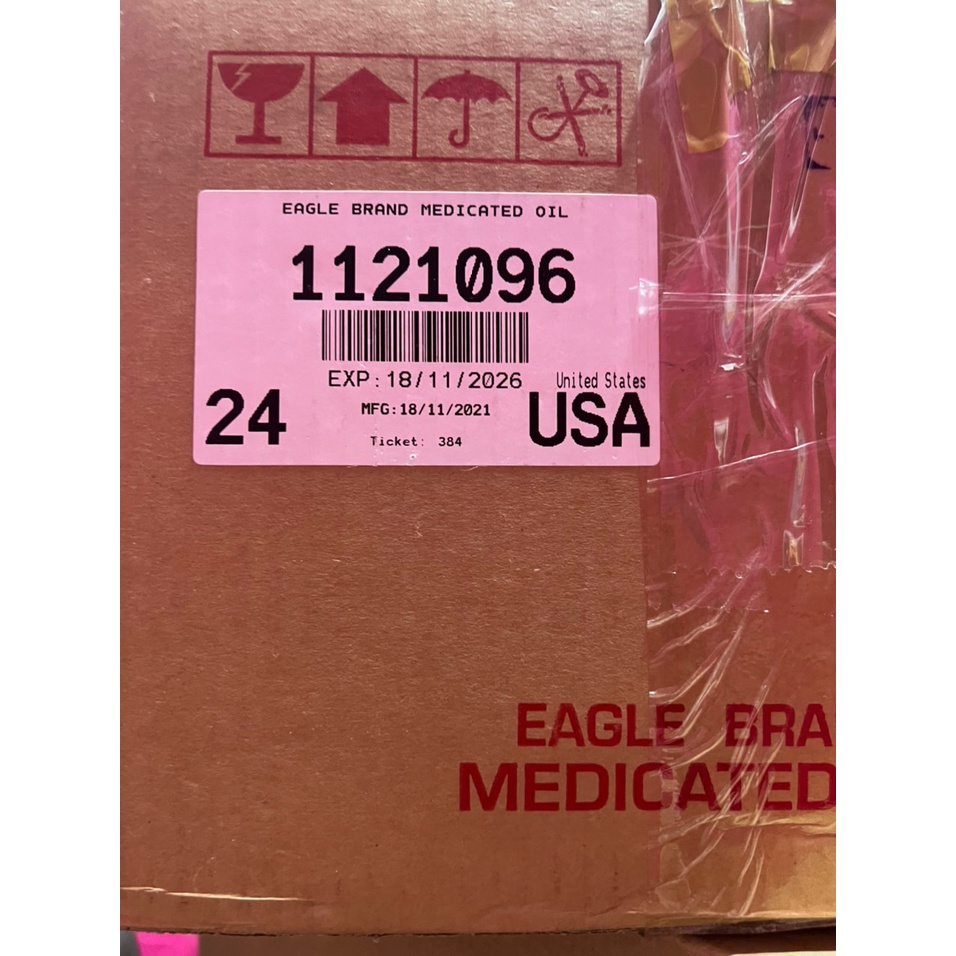 EAGLE BRAND MEDICATED OIL
1121096
EXP:18/11/2026
United States
24
MFG:18/11/2021
USA
Ticket: 384
EAGLE BRA
MEDICATED